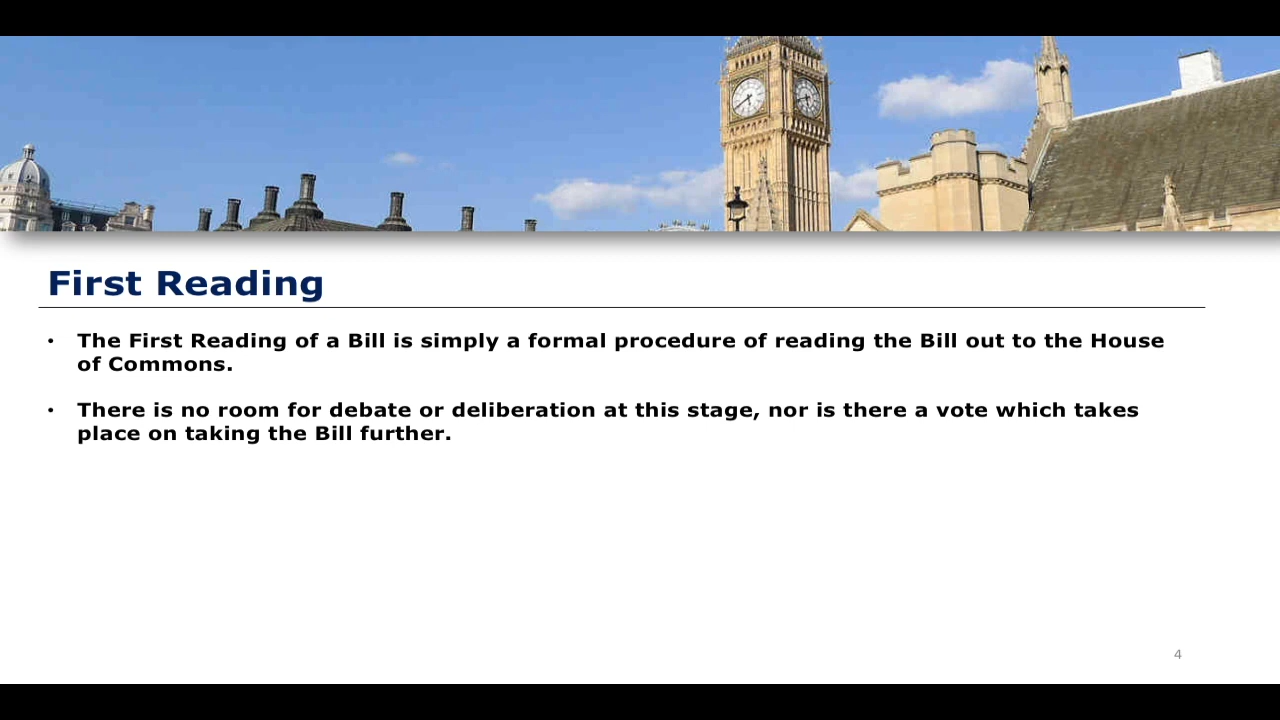 First Reading
• The First Reading of a Bill is simply a formal procedure of reading the Bill out to the House
of Commons.
• There is no room for debate or deliberation at this stage, nor is there a vote which takes
place on taking the Bill further.
4